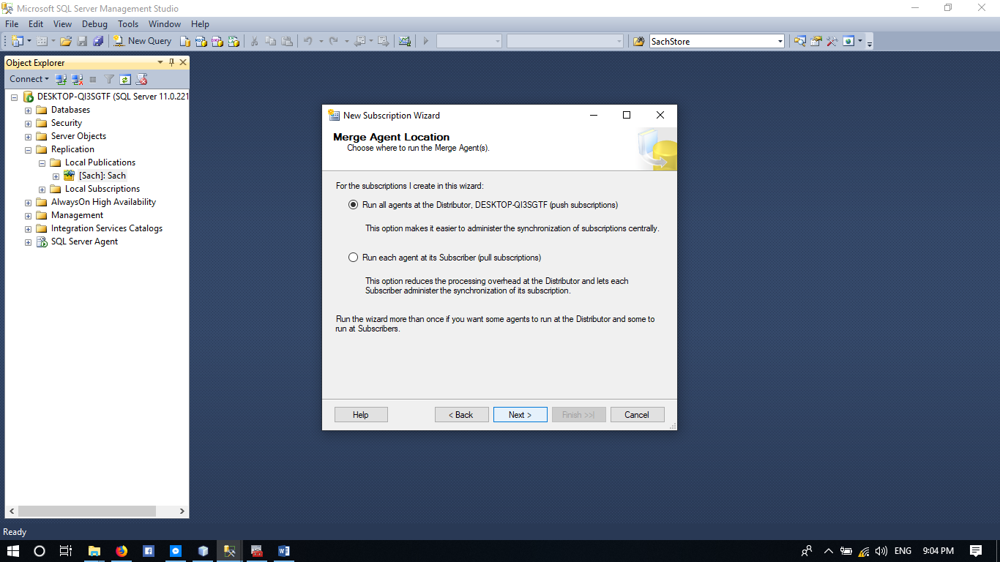 Microsoft SQL Server Management Studio
File Edit View Debug Tools Window Help
New Query
SachStore
Object Explorer
Connect
DESKTOP-QI3SGTF (SQL Server 11.0.221
Databases
Security
Server Objects
Replication
Local Publications
[Sach]: Sach
Local Subscriptions
AlwaysOn High Availability
Management
Integration Services Catalogs
SQL Server Agent
New Subscription Wizard
Merge Agent Location
Choose where to run the Merge Agent(s).
For the subscriptions I create in this wizard:
Run all agents at the Distributor, DESKTOP-QI3SGTF (push subscriptions)
This option makes it easier to administer the synchronization of subscriptions centrally.
Run each agent at its Subscriber (pull subscriptions)
This option reduces the processing overhead at the Distributor and lets each
Subscriber administer the synchronization of its subscription.
Run the wizard more than once if you want some agents to run at the Distributor and some to
run at Subscribers.
Help < Back Next > Finish >>| Cancel
Ready
ENG 9:04 PM